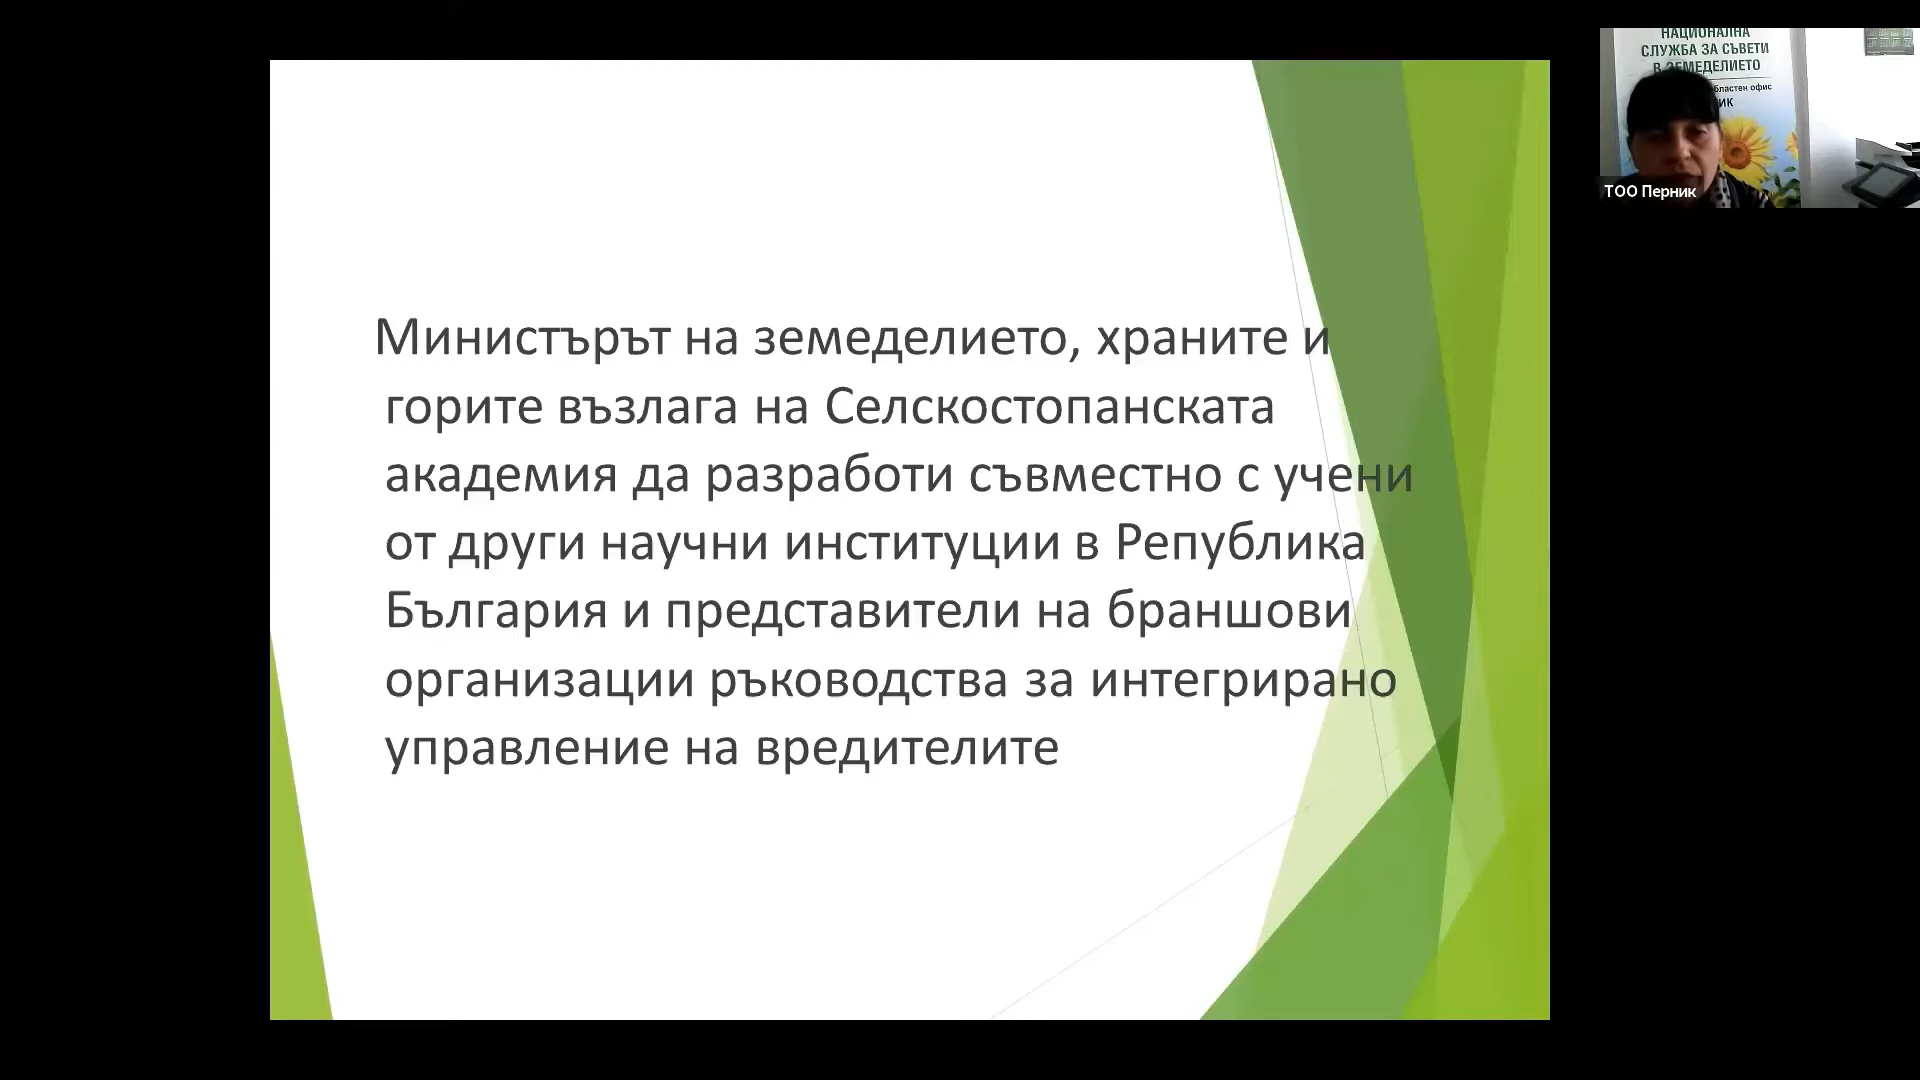 Министърът на земеделието, храните и
горите възлага на Селскостопанската
академия да разработи съвместно с учени
от други научни институции в Република
България и представители на браншови
организации ръководства за интегрирано
управление на вредителите
НАЦИОНАЛНА
СЛУЖБА ЗА СЪВЕТИ
В ЗЕМЕДЕЛИЕТО
офис
ТОО Перник